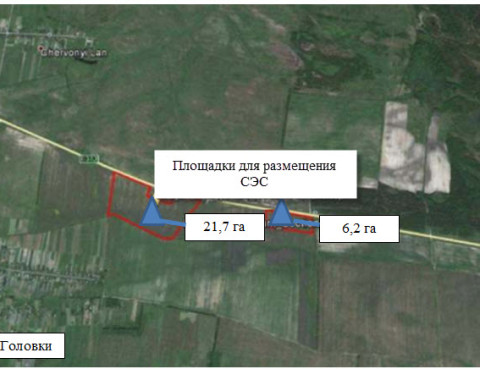 Chervonyi Lan
Площадки для размещения
СЭС
21,7 га
6,2 га
Головки